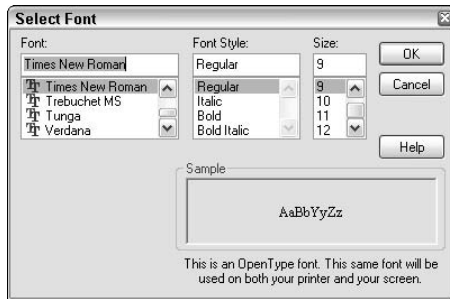 Select Font
Font:
Font Style:
Size:
Times New Roman
Regular
9
OK
Times New Roman
Trebuchet MS
Tunga
Verdana
Regular
Italic
Bold
Bold Italic
9
10
11
12
Cancel
Help
Sample
AaBbYyZz
This is an OpenType font. This same font will be
used on both your printer and your screen.